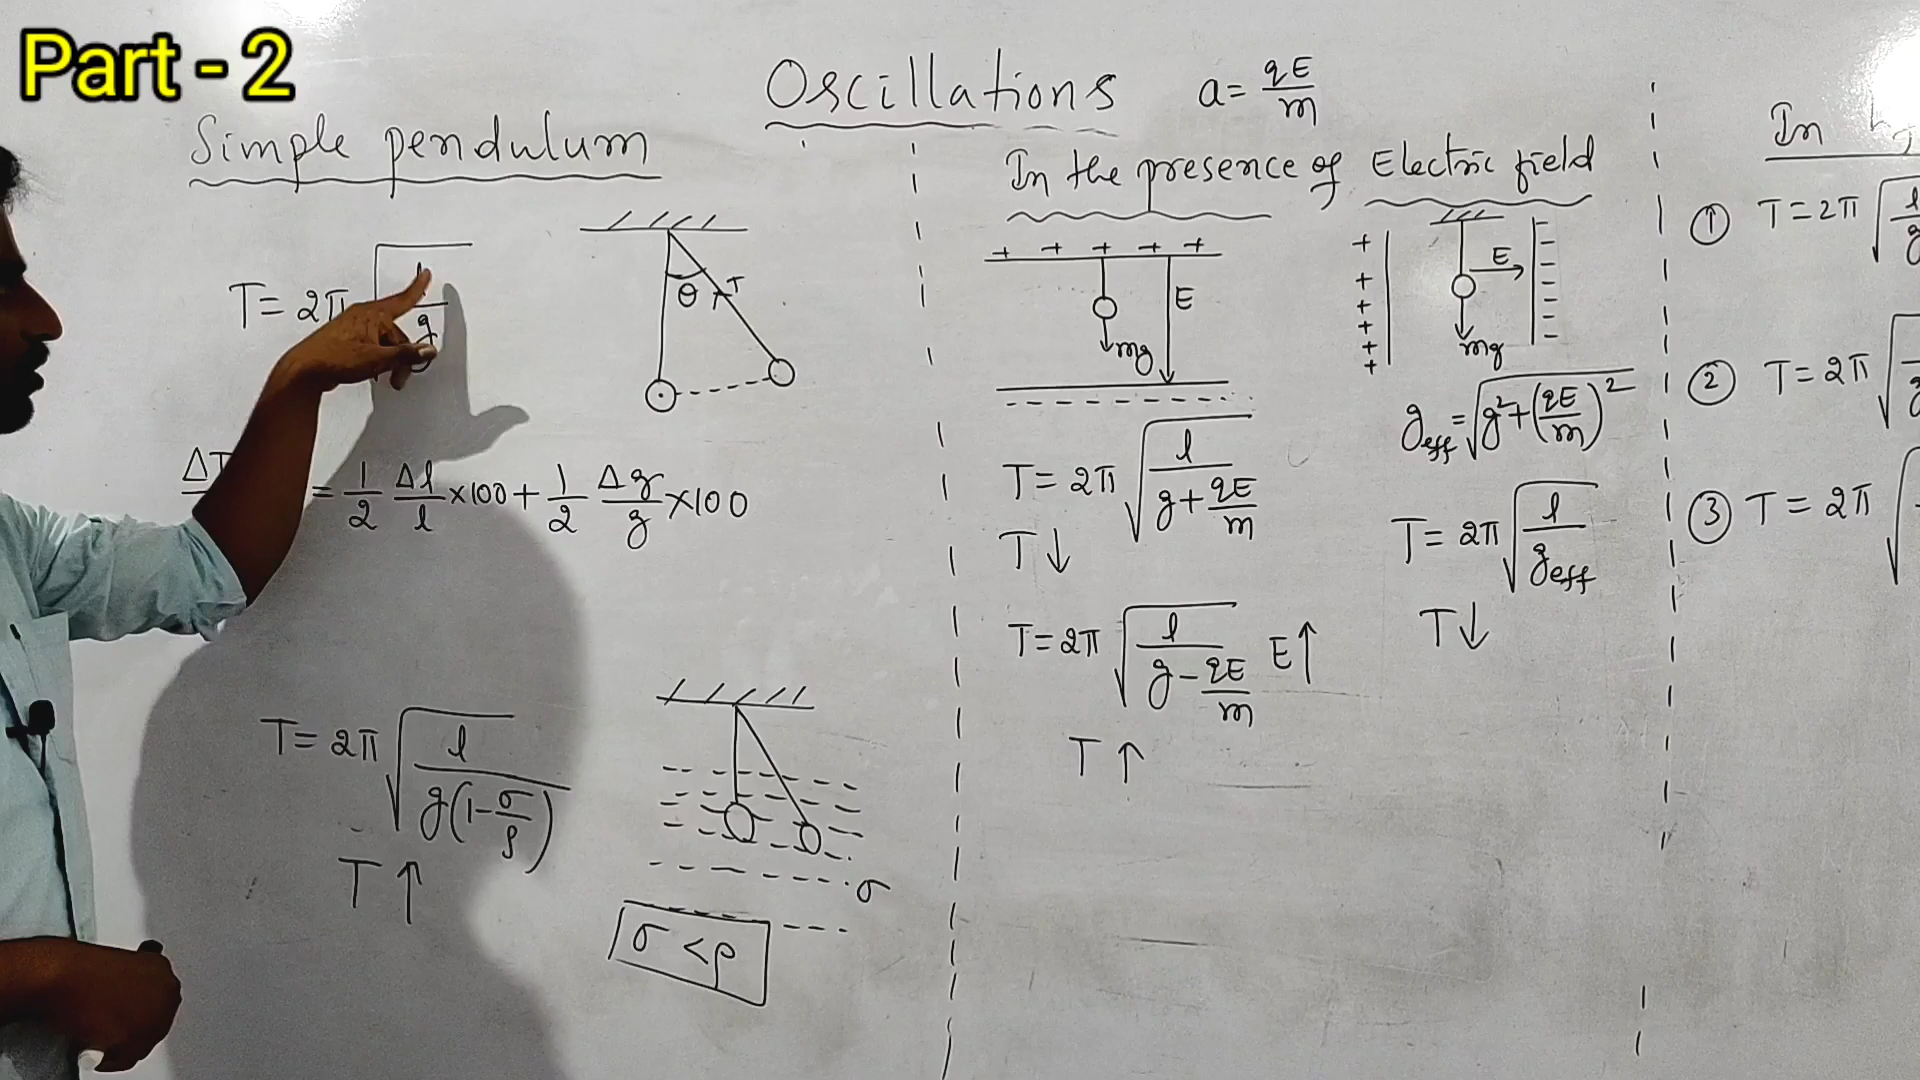 Part - 2
Oscillations
a = qE/m
Simple pendulum
T = 2π √(l/g)
θ
T
ΔT = 1/2 Δl/l × 100 + 1/2 Δg/g × 100
T = 2π √(l/(g(1 - σ/ρ)))
T ↑
σ
σ < ρ
In the presence of Electric field
+ + + + +
E
mg
T = 2π √(l/(g + qE/m))
T ↓
T = 2π √(l/(g - qE/m)) E ↑
T ↑
+ + + + + +
E
mg
g_eff = √(g² + (qE/m)²)
T = 2π √(l/g_eff)
T ↓
In
① T = 2π √(l/g
② T = 2π √
③ T = 2π √